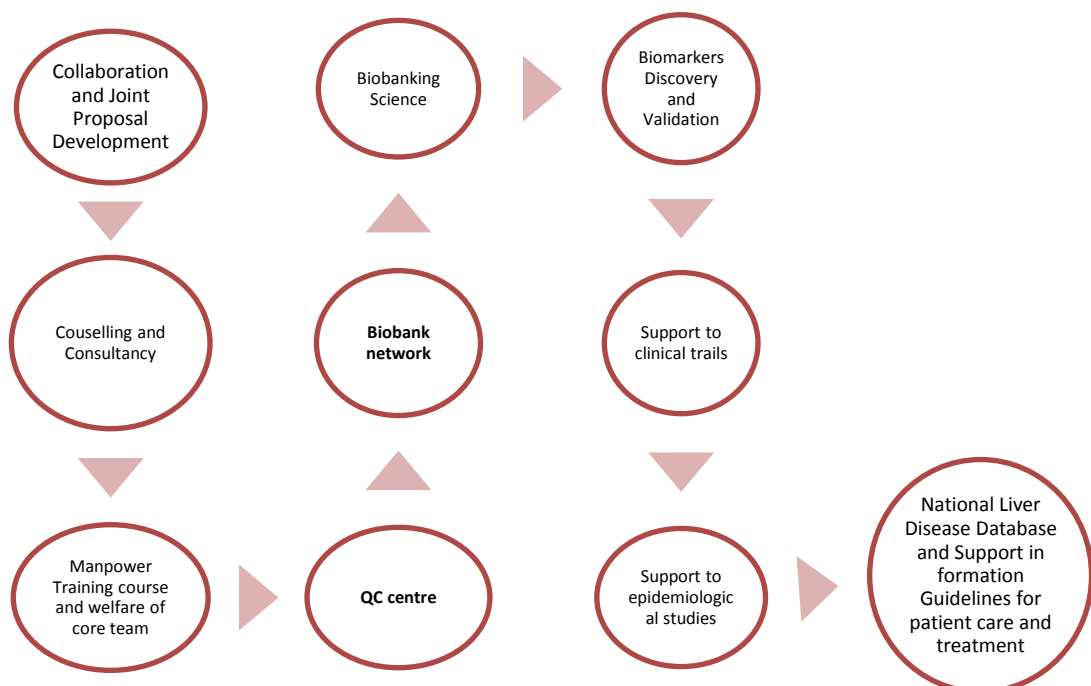 Collaboration
and Joint
Proposal
Development
Couselling and
Consultancy
Manpower
Training course
and welfare of
core team
QC centre
Biobank
network
Biobanking
Science
Biomarkers
Discovery
and
Validation
Support to
clinical trails
Support to
epidemiologic
al studies
National Liver
Disease Database
and Support in
formation
Guidelines for
patient care and
treatment